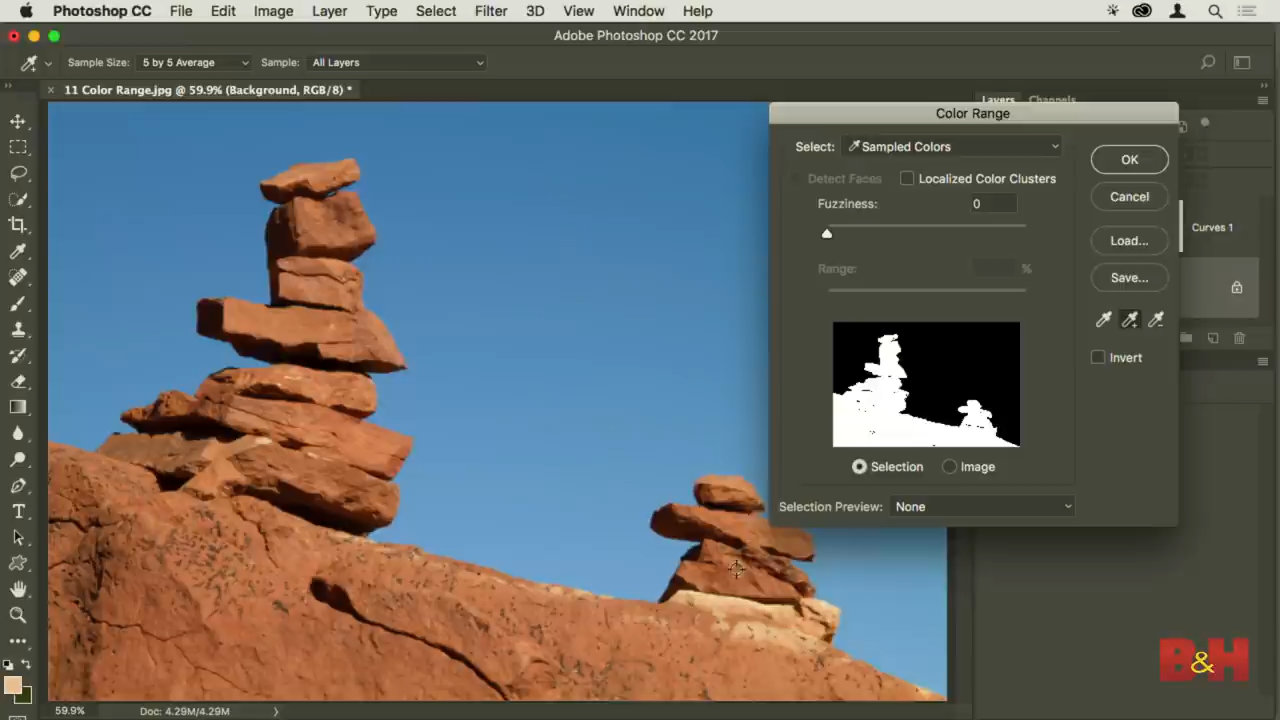 Photoshop CC File Edit Image Layer Type Select Filter 3D View Window Help
Adobe Photoshop CC 2017
Sample Size: 5 by 5 Average Sample: All Layers
11 Color Range.jpg @ 59.9% (Background, RGB/8) *
Layers Channels
Color Range
Select: Sampled Colors
OK
Detect Faces Localized Color Clusters
Cancel
Fuzziness: 0
Curves 1
Load...
Range: %
Save...
Invert
Selection Image
Selection Preview: None
B&H
59.9% Doc: 4.29M/4.29M